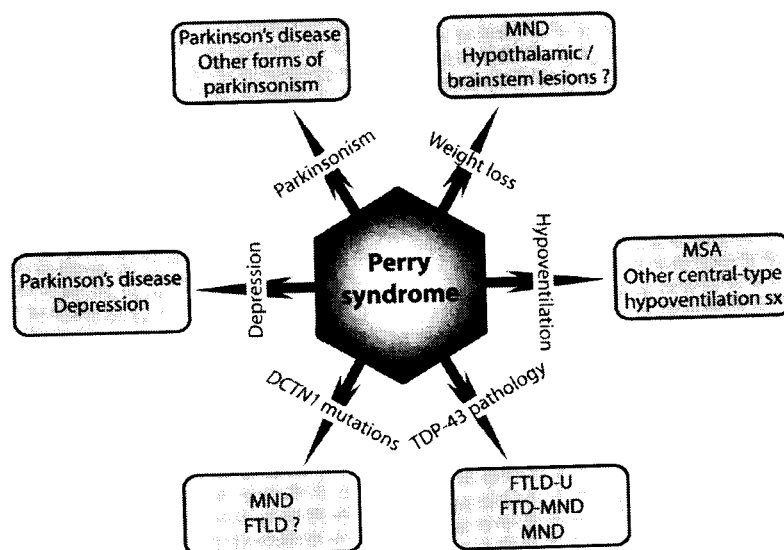 Parkinson's disease
Other forms of
parkinsonism
MND
Hypothalamic /
brainstem lesions ?
Parkinsonism
Weight loss
Parkinson's disease
Depression
Depression
Perry
syndrome
Hypoventilation
MSA
Other central-type
hypoventilation sx
DCTN1 mutations
TDP-43 pathology
MND
FTLD ?
FTLD-U
FTD-MND
MND